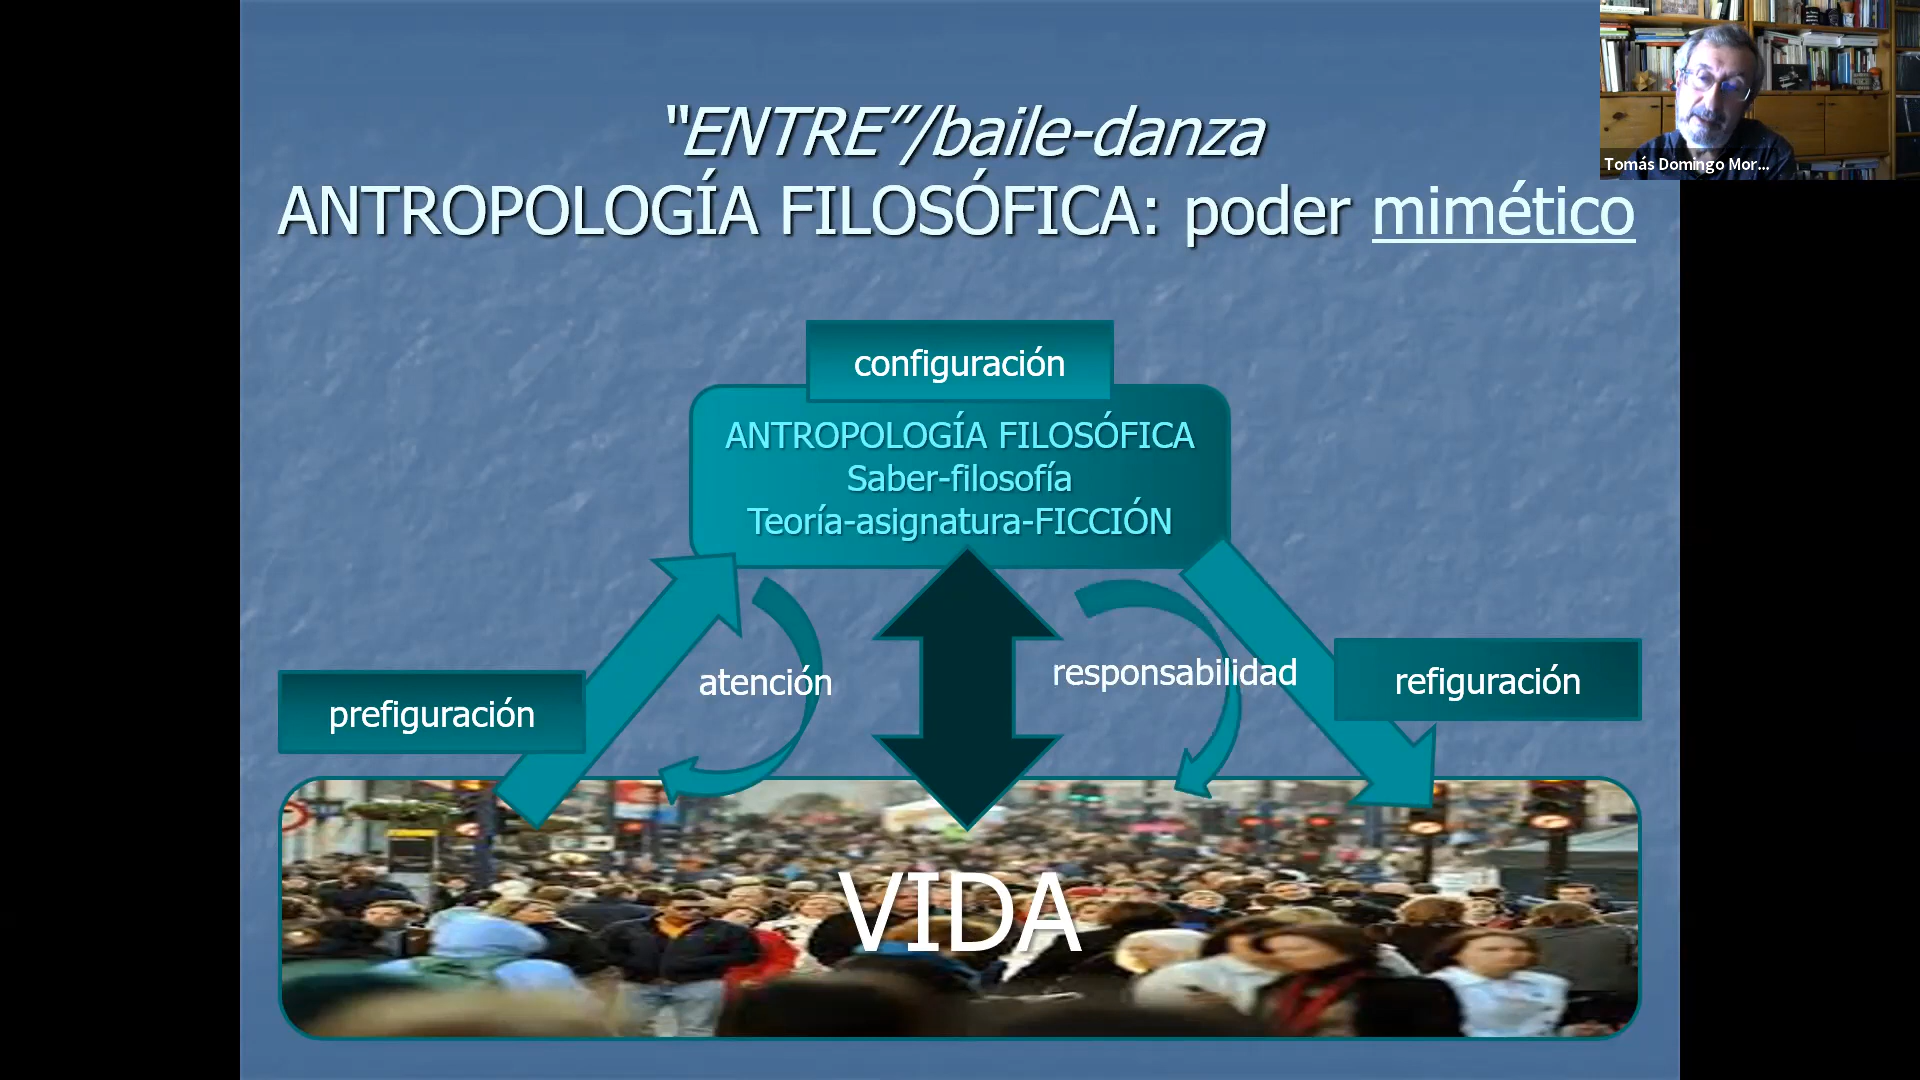 “ENTRE”/baile-danza
ANTROPOLOGÍA FILOSÓFICA: poder mimético
Tomás Domingo Mor...
configuración
ANTROPOLOGÍA FILOSÓFICA
Saber-filosofía
Teoría-asignatura-FICCIÓN
prefiguración
atención
responsabilidad
refiguración
VIDA